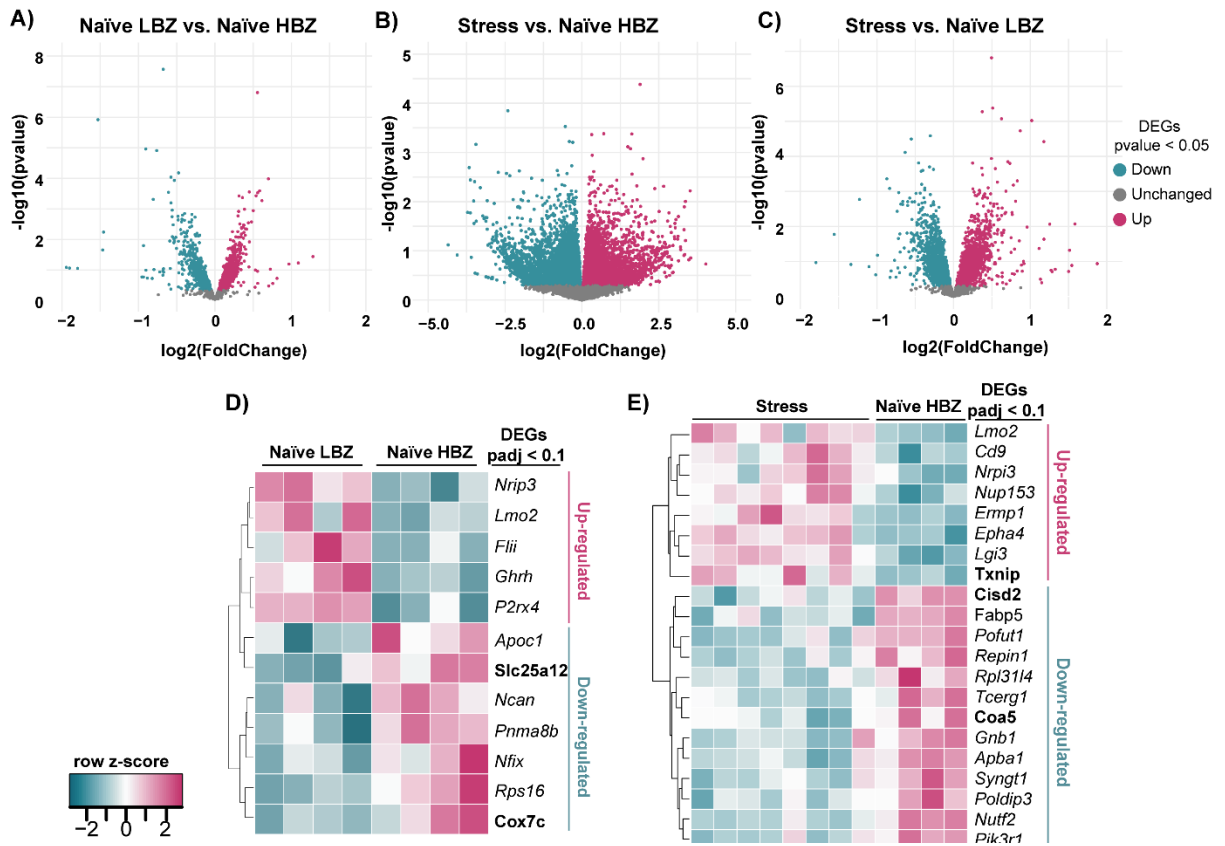 A)
Naïve LBZ vs. Naïve HBZ
8
6
4
2
0
-log10(pvalue)
−2
−1
0
1
2
log2(FoldChange)
B)
Stress vs. Naïve HBZ
5
4
3
2
1
0
-log10(pvalue)
−5.0
−2.5
0.0
2.5
5.0
log2(FoldChange)
C)
Stress vs. Naïve LBZ
6
4
2
0
-log10(pvalue)
−2
−1
0
1
2
log2(FoldChange)
DEGs
pvalue < 0.05
Down
Unchanged
Up
D)
Naïve LBZ
Naïve HBZ
DEGs
padj < 0.1
Nrip3
Lmo2
Flii
Ghrh
P2rx4
Apoc1
Slc25a12
Ncan
Pnma8b
Nfix
Rps16
Cox7c
Up-regulated
Down-regulated
row z-score
−2
0
2
E)
Stress
Naïve HBZ
DEGs
padj < 0.1
Lmo2
Cd9
Nrpi3
Nup153
Ermp1
Epha4
Lgi3
Txnip
Cisd2
Fabp5
Pofut1
Repin1
Rpl31l4
Tcerg1
Coa5
Gnb1
Apba1
Syngt1
Poldip3
Nutf2
Pik3r1
Up-regulated
Down-regulated